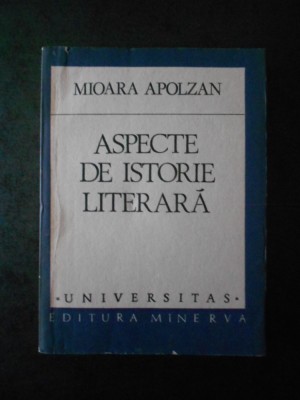 MIOARA APOLZAN
ASPECTE
DE ISTORIE
LITERARĂ
• UNIVERSITAS •
EDITURA MINERVA